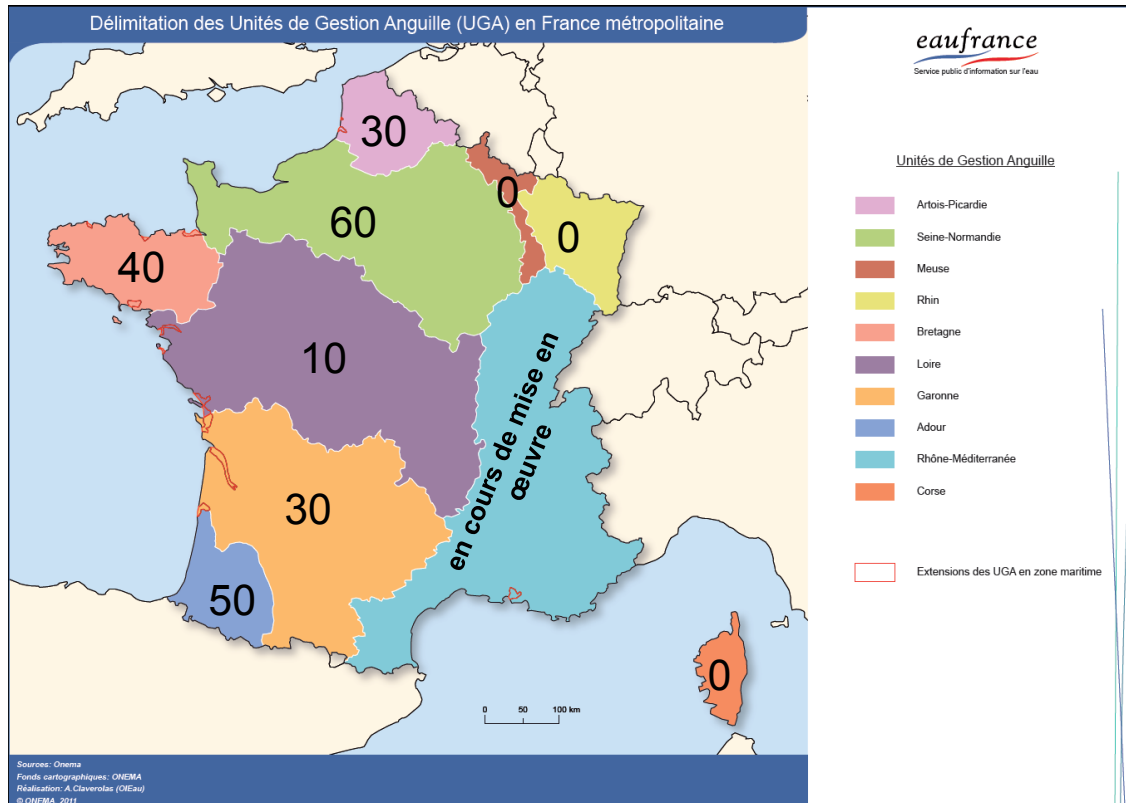 Délimitation des Unités de Gestion Anguille (UGA) en France métropolitaine
30
0
60
0
40
10
en cours de mise en
œuvre
30
50
0
0 50 100 km
Sources: Onema
Fonds cartographiques: ONEMA
Réalisation: A.Claverolas (OIEau)
© ONEMA, 2011
eaufrance
Service public d'information sur l'eau
Unités de Gestion Anguille
Artois-Picardie
Seine-Normandie
Meuse
Rhin
Bretagne
Loire
Garonne
Adour
Rhône-Méditerranée
Corse
Extensions des UGA en zone maritime